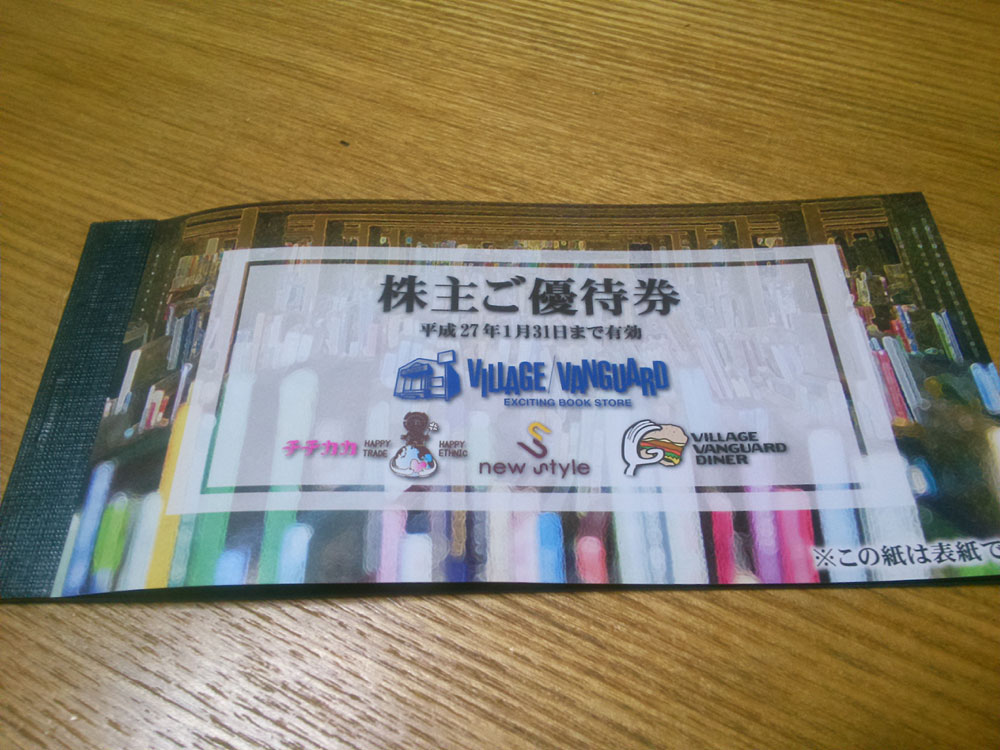 株主ご優待券
平成27年1月31日まで有効
VILLAGE/VANGUARD
EXCITING BOOK STORE
チチカカ HAPPY TRADE HAPPY ETHNIC
new style
VILLAGE VANGUARD DINER
※この紙は表紙で